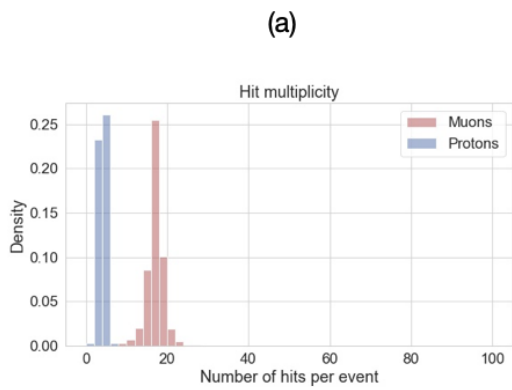 (a)
Hit multiplicity
Muons
Protons
0.25
0.20
0.15
0.10
0.05
0.00
Density
0 20 40 60 80 100
Number of hits per event